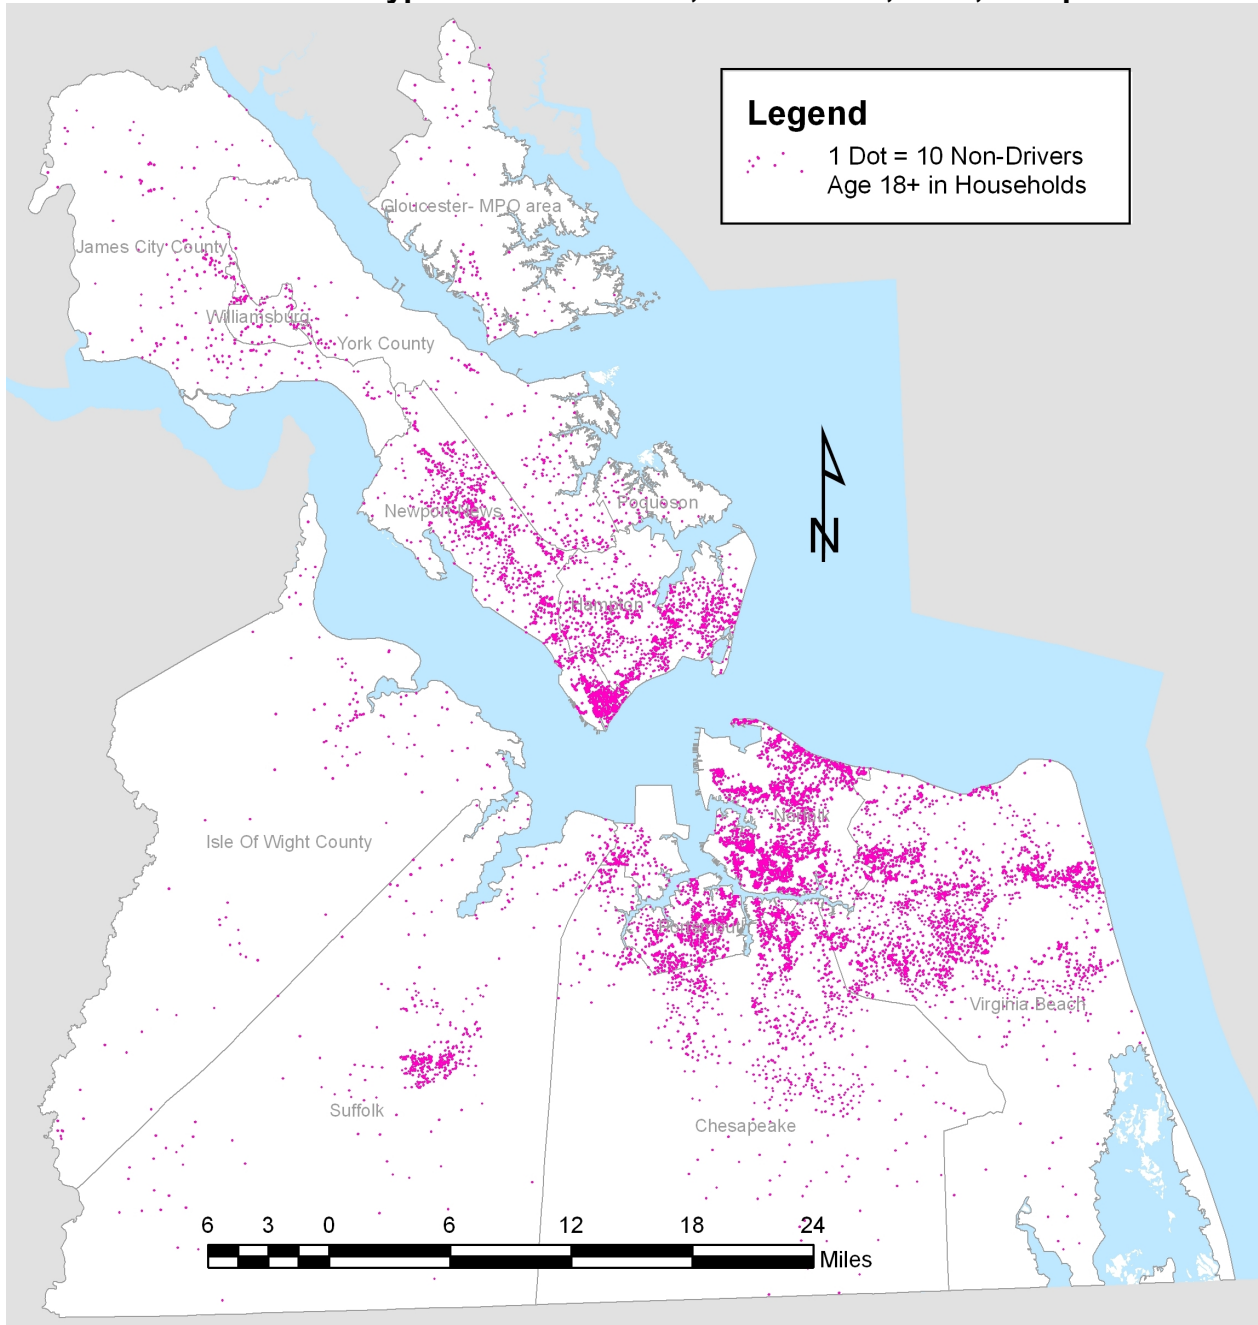 Legend
1 Dot = 10 Non-Drivers
Age 18+ in Households
Gloucester- MPO area
James City County
Williamsburg
York County
Newport News
Poquoson
Hampton
N
Norfolk
Isle Of Wight County
Portsmouth
Virginia Beach
Suffolk
Chesapeake
6 3 0 6 12 18 24
Miles